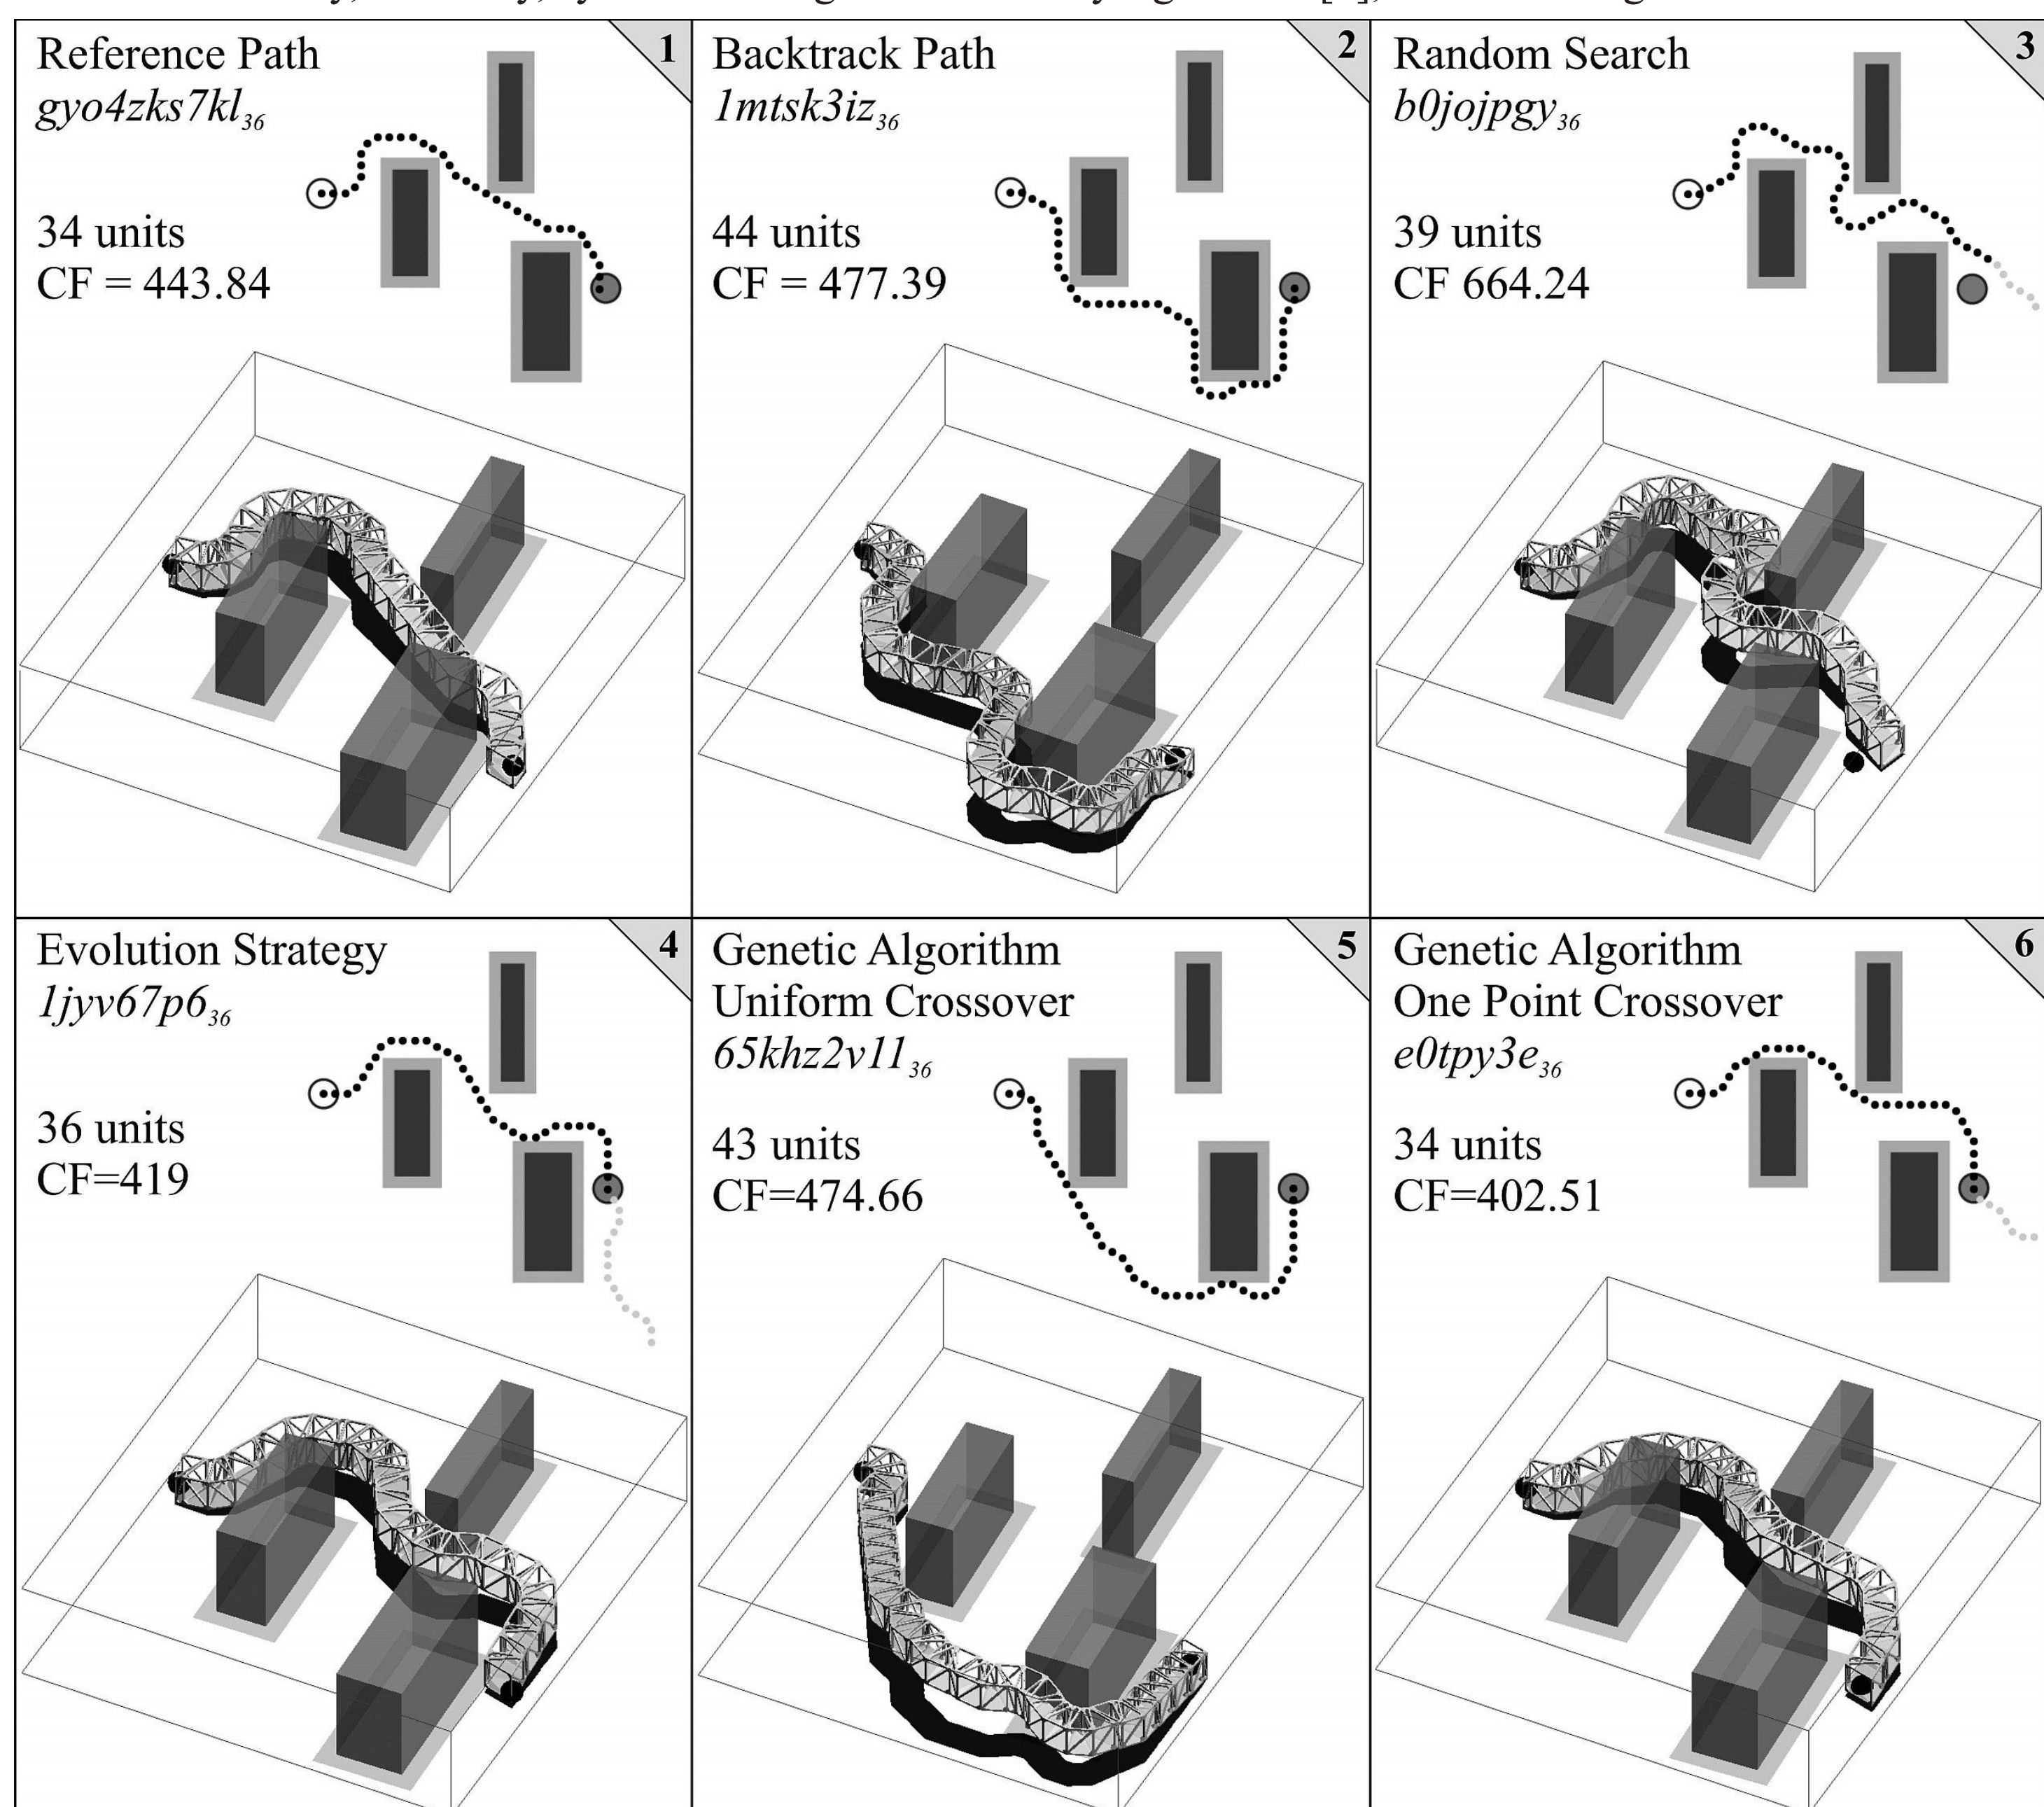 Reference Path
1
gyo4zks7kl36
34 units
CF = 443.84
Backtrack Path
2
1mtsk3iz36
44 units
CF = 477.39
Random Search
3
b0jojpgy36
39 units
CF 664.24
Evolution Strategy
4
1jyv67p636
36 units
CF=419
Genetic Algorithm
5
Uniform Crossover
65khz2v1l36
43 units
CF=474.66
Genetic Algorithm
6
One Point Crossover
e0tpy3e36
34 units
CF=402.51